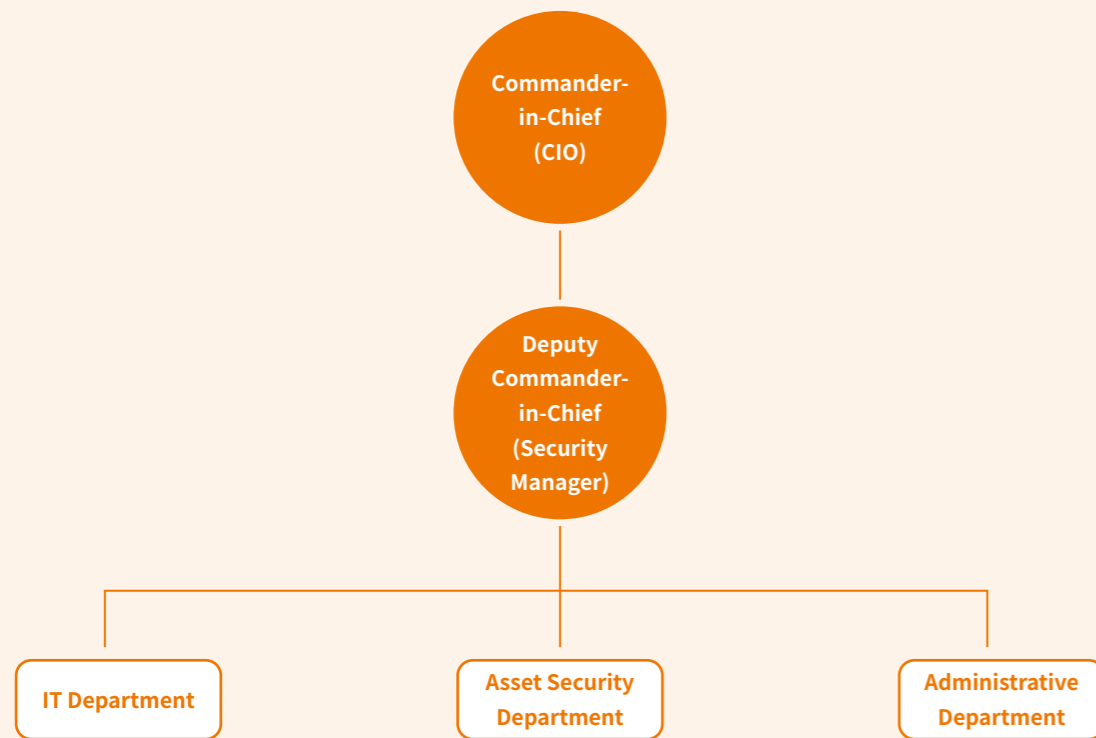 Commander-
in-Chief
(CIO)
Deputy
Commander-
in-Chief
(Security
Manager)
IT Department
Asset Security
Department
Administrative
Department